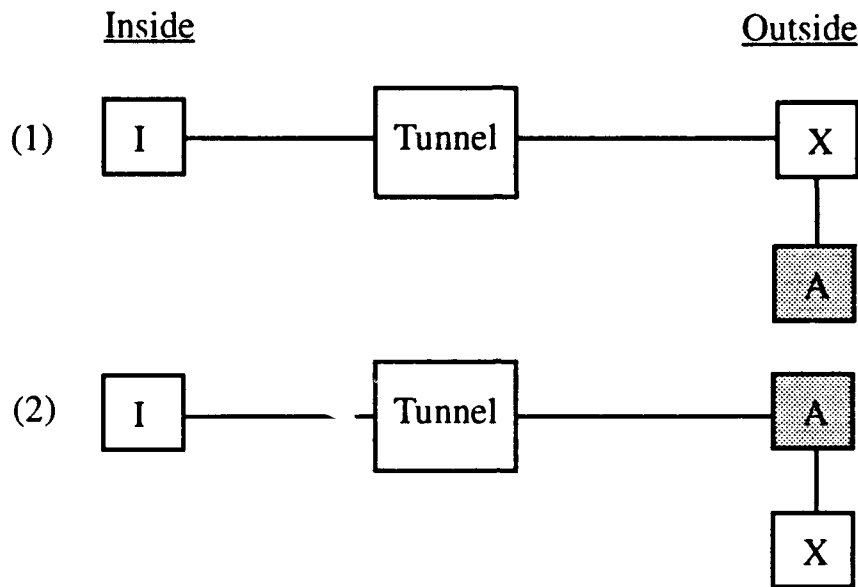 Inside Outside
(1) I Tunnel X
A
(2) I Tunnel A
X